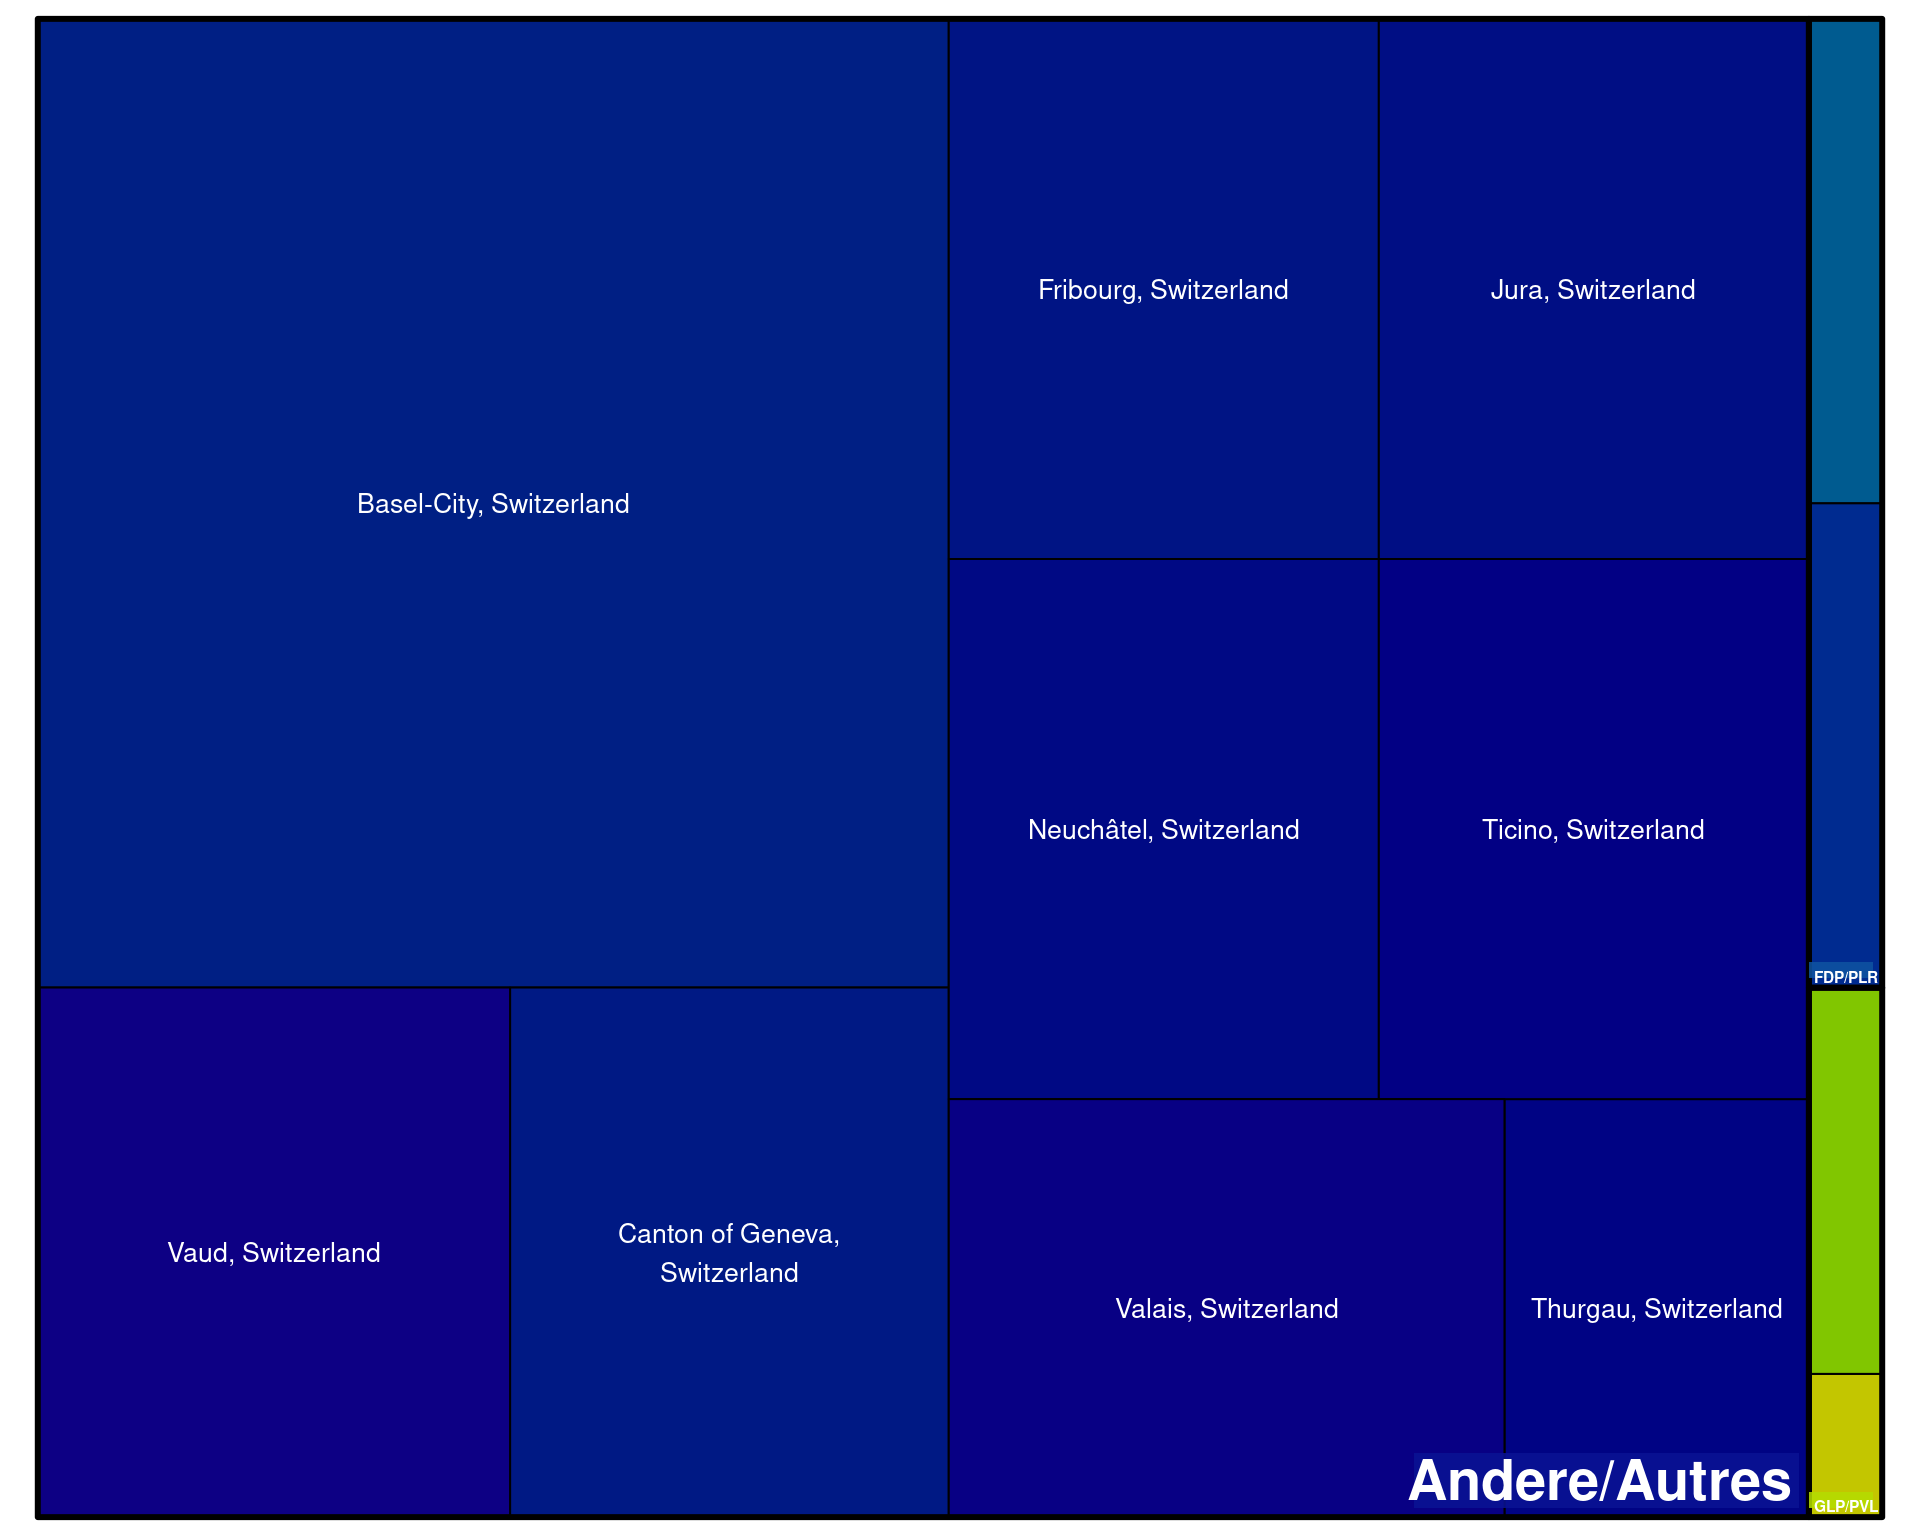 Fribourg, Switzerland
Jura, Switzerland
Basel-City, Switzerland
Neuchâtel, Switzerland
Ticino, Switzerland
FDP/PLR
Vaud, Switzerland
Canton of Geneva,
Switzerland
Valais, Switzerland
Thurgau, Switzerland
Andere/Autres
GLP/PVL